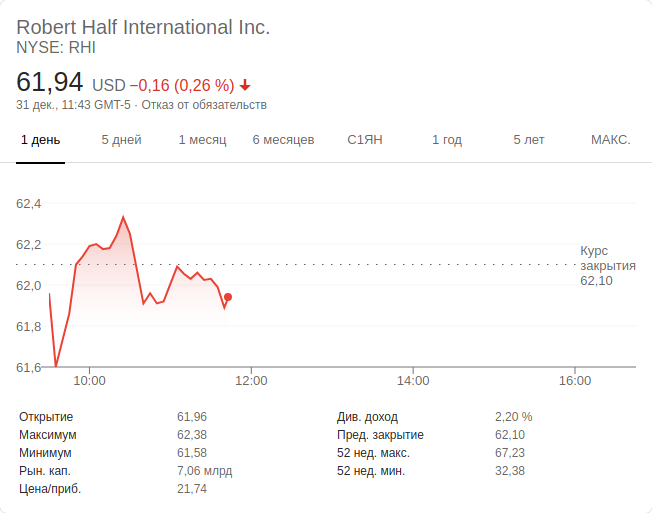 Robert Half International Inc.
NYSE: RHI
61,94 USD −0,16 (0,26 %)
31 дек., 11:43 GMT-5 · Отказ от обязательств
1 день 5 дней 1 месяц 6 месяцев С1ЯН 1 год 5 лет МАКС.
62,4
62,2
Курс
закрытия
62,10
62,0
61,8
61,6
10:00 12:00 14:00 16:00
Открытие 61,96 Див. доход 2,20 %
Максимум 62,38 Пред. закрытие 62,10
Минимум 61,58 52 нед. макс. 67,23
Рын. кап. 7,06 млрд 52 нед. мин. 32,38
Цена/приб. 21,74